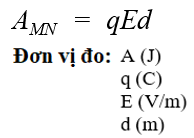 A_MN = qEd
Đơn vị đo: A (J)
q (C)
E (V/m)
d (m)